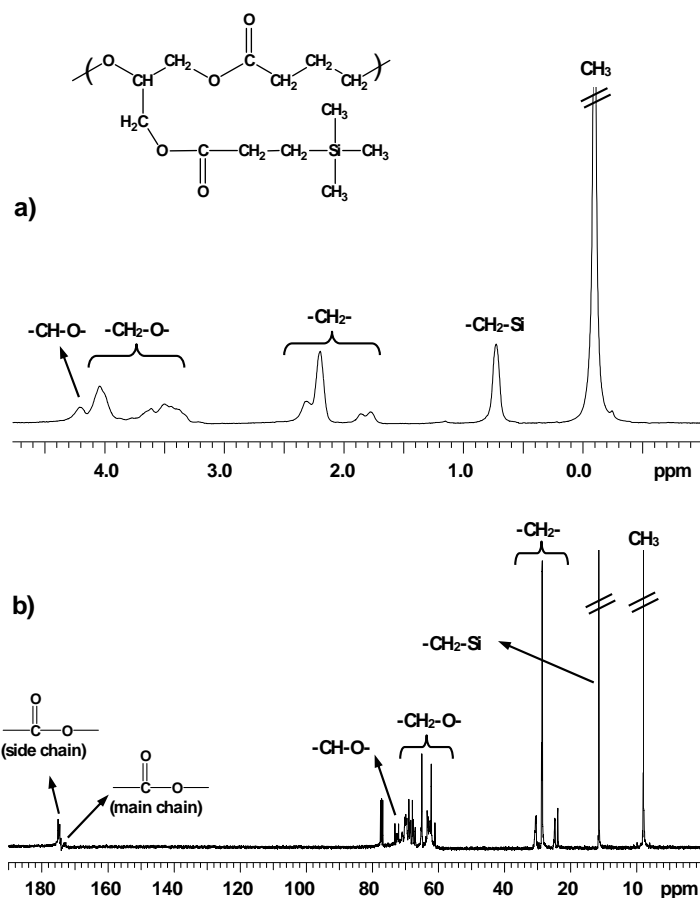 O
O
CH2
CH
O
C
CH2
CH2
CH2
H2C
O
C
CH2
CH2
Si
CH3
CH3
CH3
O
CH3
a)
-CH-O-
-CH2-O-
-CH2-
-CH2-Si
4.0 3.0 2.0 1.0 0.0 ppm
-CH2-
CH3
b)
-CH2-Si
O
C O
(side chain)
O
C O
(main chain)
-CH-O-
-CH2-O-
180 160 140 120 100 80 60 40 20 10 ppm